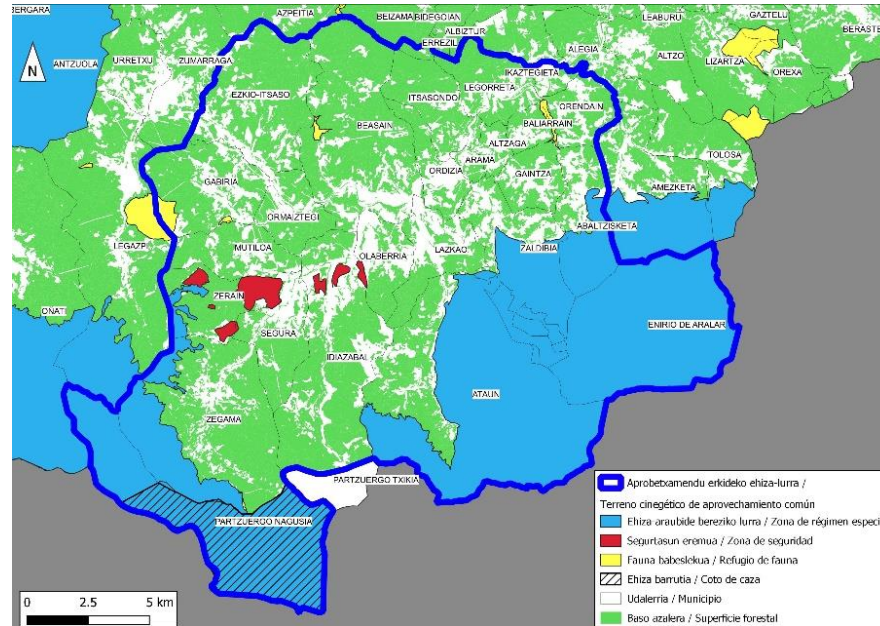 BERGARA
AZPEITIA
BEIZAMA
BIDEGOIAN
GAZTELU
LEABURU
BERASTE
ALBIZTUR
ERREZIL
ALEGIA
ALTZO
LIZARTZA
OREXA
ANTZUOLA
URRETXU
ZUMARRAGA
IKAZTEGIETA
LEGORRETA
EZKIO-ITSASO
ITSASONDO
ORENDAIN
BEASAIN
BALIARRAIN
ALTZAGA
TOLOSA
ARAMA
ORDIZIA
GAINTZA
AMEZKETA
GABIRIA
ORMAIZTEGI
ABALTZISKETA
LEGAZPI
MUTILOA
OLABERRIA
LAZKAO
ZALDIBIA
ZERAIN
OÑATI
SEGURA
ENIRIO DE ARALAR
IDIAZABAL
ATAUN
ZEGAMA
PARTZUERGO TXIKIA
PARTZUEROO NAGUSIA
N
0 2.5 5 km
Aprobetxamendu erkideko ehiza-lurra /
Terreno cinegético de aprovechamiento común
Ehiza araubide bereziko lurra / Zona de régimen especi
Segurtasun eremua / Zona de seguridad
Fauna babeslekua / Refugio de fauna
Ehiza barrutia / Coto de caza
Udalerria / Municipio
Baso azalera / Superficie forestal